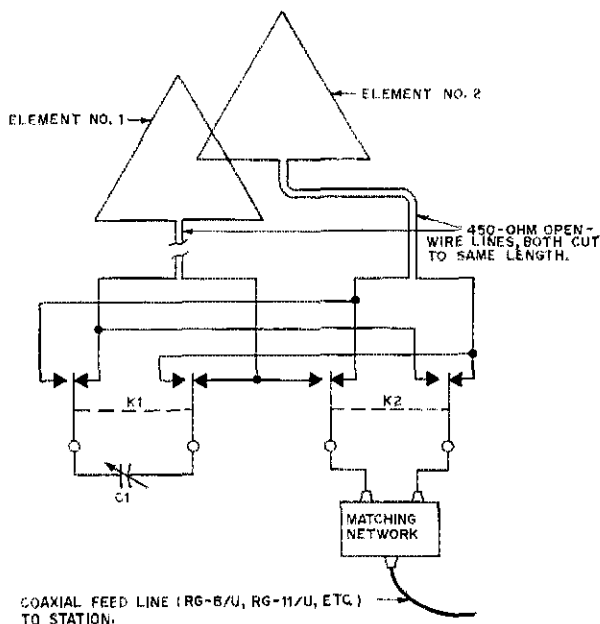 ELEMENT NO. 2
ELEMENT NO. 1
450-OHM OPEN-
WIRE LINES, BOTH CUT
TO SAME LENGTH.
K1
K2
C1
MATCHING
NETWORK
COAXIAL FEED LINE (RG-8/U, RG-11/U, ETC.)
TO STATION.